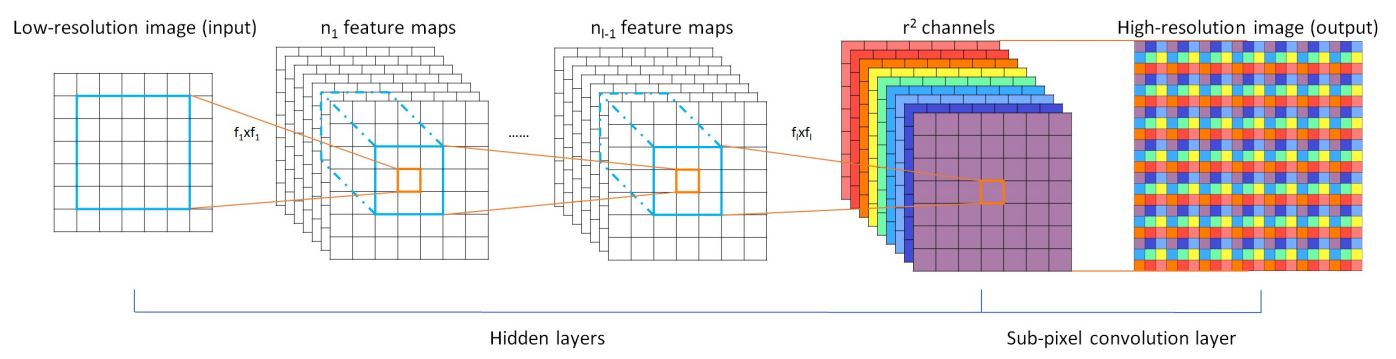 Low-resolution image (input)
n₁ feature maps
nₗ₋₁ feature maps
r² channels
High-resolution image (output)
f₁xf₁
......
fₗxfₗ
Hidden layers
Sub-pixel convolution layer